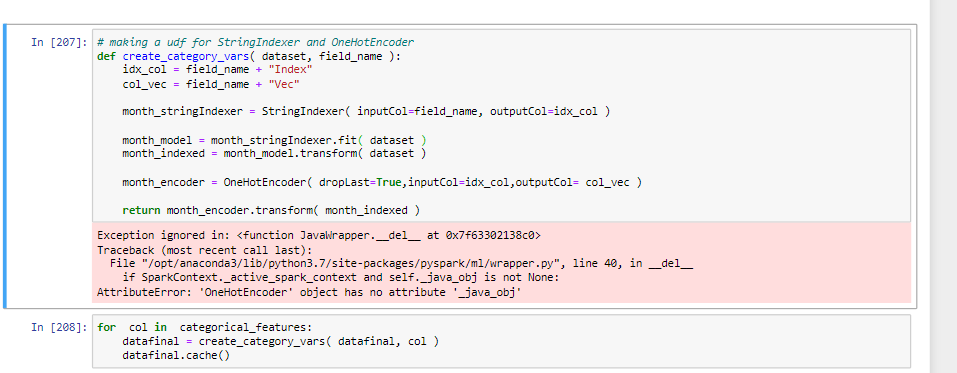 In [207]: # making a udf for StringIndexer and OneHotEncoder
def create_category_vars( dataset, field_name ):
    idx_col = field_name + "Index"
    col_vec = field_name + "Vec"
    month_stringIndexer = StringIndexer( inputCol=field_name, outputCol=idx_col )
    month_model = month_stringIndexer.fit( dataset )
    month_indexed = month_model.transform( dataset )
    month_encoder = OneHotEncoder( dropLast=True,inputCol=idx_col,outputCol= col_vec )
    return month_encoder.transform( month_indexed )
Exception ignored in: <function JavaWrapper.__del__ at 0x7f63302138c0>
Traceback (most recent call last):
  File "/opt/anaconda3/lib/python3.7/site-packages/pyspark/ml/wrapper.py", line 40, in __del__
    if SparkContext._active_spark_context and self._java_obj is not None:
AttributeError: 'OneHotEncoder' object has no attribute '_java_obj'
In [208]: for  col in  categorical_features:
    datafinal = create_category_vars( datafinal, col )
    datafinal.cache()